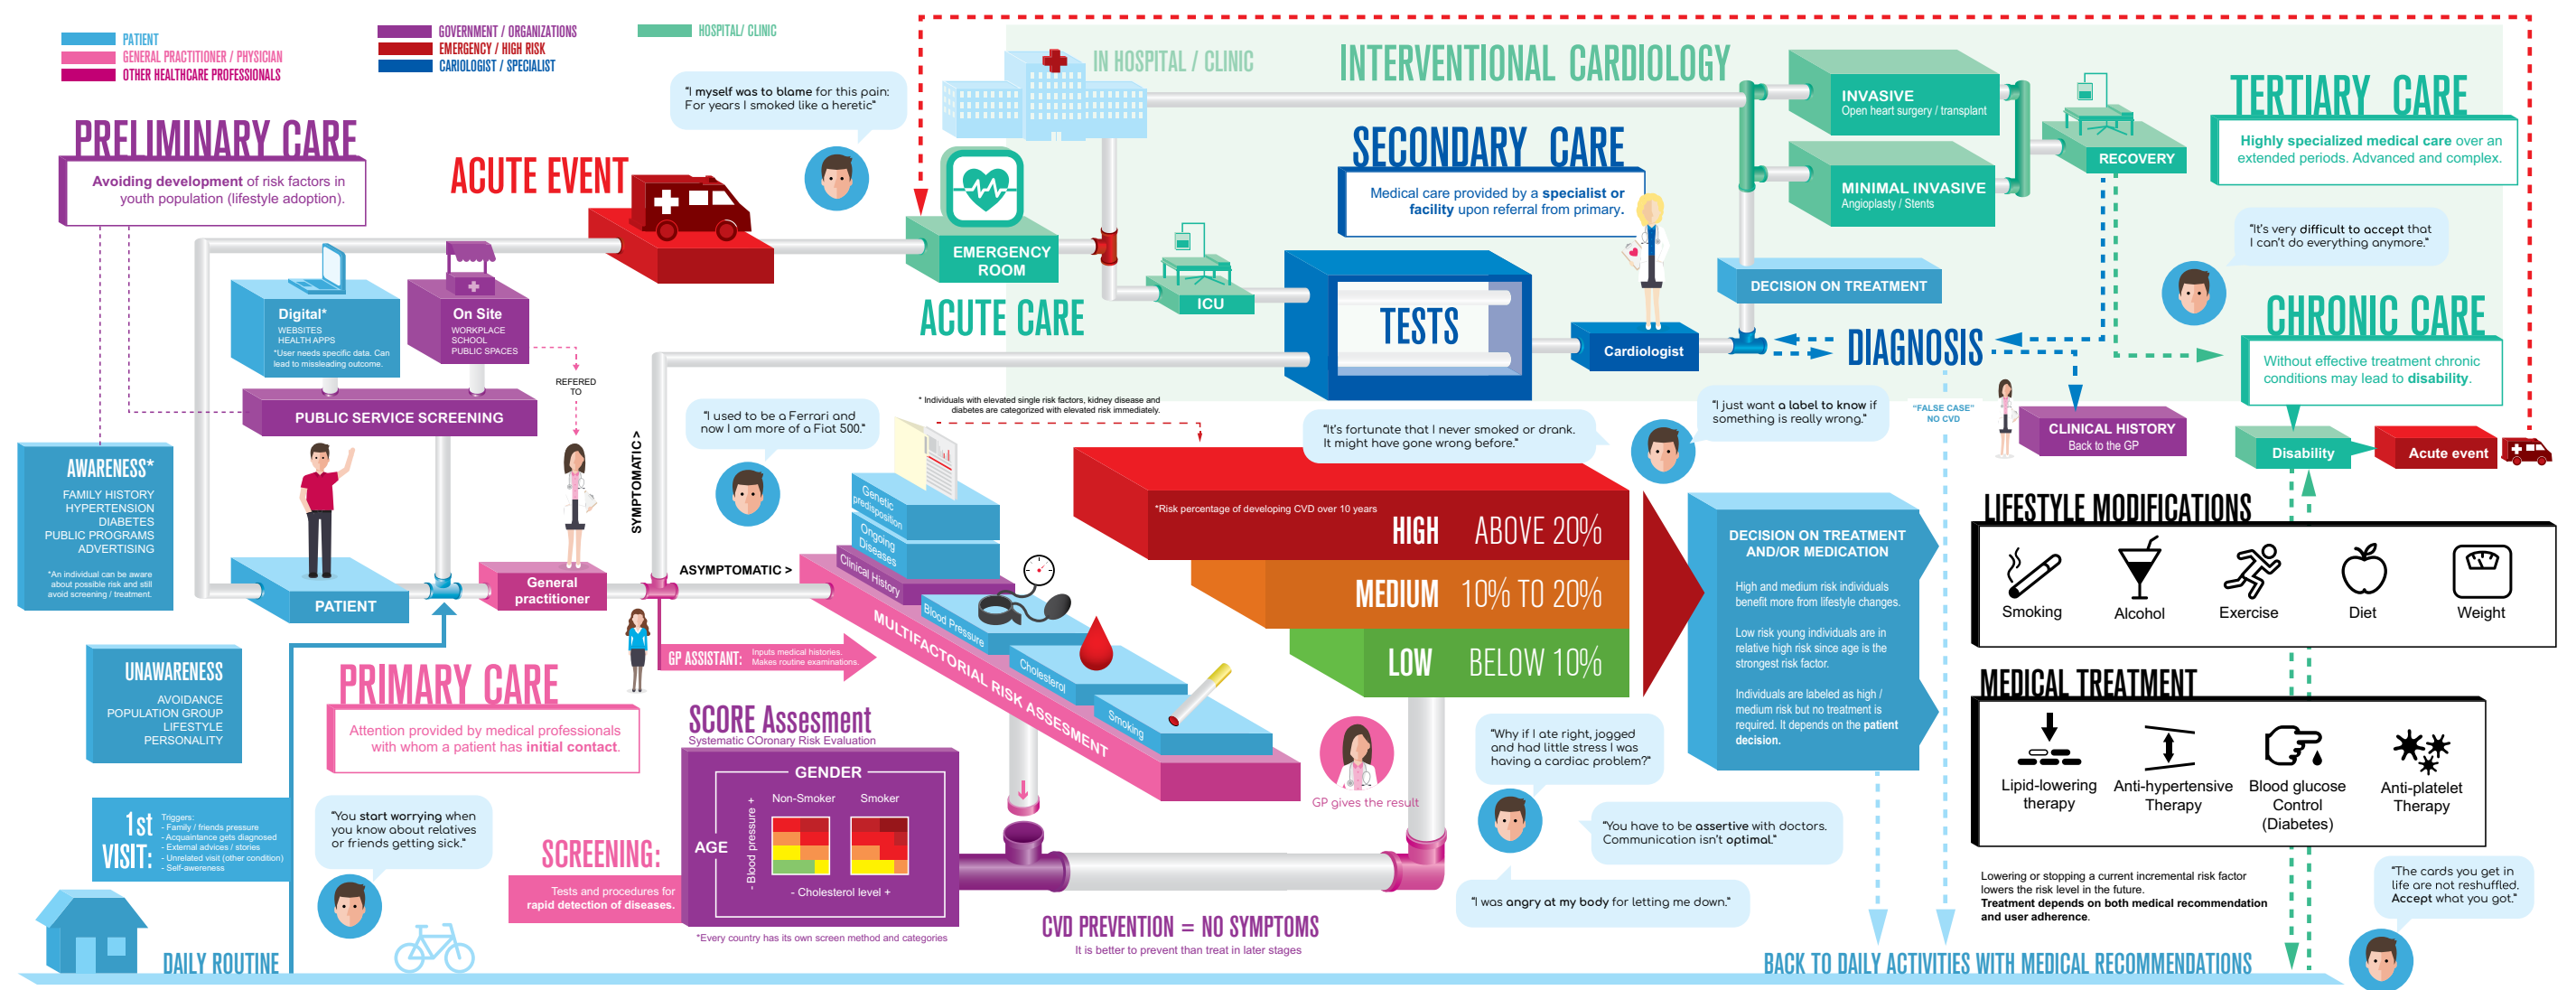 PATIENT
GENERAL PRACTITIONER / PHYSICIAN
OTHER HEALTHCARE PROFESSIONALS
GOVERNMENT / ORGANIZATIONS
EMERGENCY / HIGH RISK
CARIOLOGIST / SPECIALIST
HOSPITAL/ CLINIC
PRELIMINARY CARE
Avoiding development of risk factors in
youth population (lifestyle adoption).
ACUTE EVENT
"I myself was to blame for this pain:
For years I smoked like a heretic"
IN HOSPITAL / CLINIC
INTERVENTIONAL CARDIOLOGY
EMERGENCY
ROOM
ACUTE CARE
ICU
SECONDARY CARE
Medical care provided by a specialist or
facility upon referral from primary.
TESTS
Cardiologist
DECISION ON TREATMENT
DIAGNOSIS
INVASIVE
Open heart surgery / transplant
MINIMAL INVASIVE
Angioplasty / Stents
RECOVERY
TERTIARY CARE
Highly specialized medical care over an
extended periods. Advanced and complex.
"It's very difficult to accept that
I can't do everything anymore."
CHRONIC CARE
Without effective treatment chronic
conditions may lead to disability.
Disability
Acute event
CLINICAL HISTORY
Back to the GP
"FALSE CASE"
NO CVD
Digital*
WEBSITES
HEALTH APPS
*User needs specific data. Can
lead to missleading outcome.
On Site
WORKPLACE
SCHOOL
PUBLIC SPACES
REFERED
TO
PUBLIC SERVICE SCREENING
AWARENESS*
FAMILY HISTORY
HYPERTENSION
DIABETES
PUBLIC PROGRAMS
ADVERTISING
*An individual can be aware
about possible risk and still
avoid screening / treatment.
PATIENT
General
practitioner
SYMPTOMATIC >
ASYMPTOMATIC >
"I used to be a Ferrari and
now I am more of a Fiat 500."
GP ASSISTANT:
Inputs medical histories.
Makes routine examinations.
UNAWARENESS
AVOIDANCE
POPULATION GROUP
LIFESTYLE
PERSONALITY
PRIMARY CARE
Attention provided by medical professionals
with whom a patient has initial contact.
1st
VISIT:
Triggers:
- Family / friends pressure
- Acquaintance gets diagnosed
- External advices / stories
- Unrelated visit (other condition)
- Self-awereness
"You start worrying when
you know about relatives
or friends getting sick."
DAILY ROUTINE
SCREENING:
Tests and procedures for
rapid detection of diseases.
SCORE Assesment
Systematic COronary Risk Evaluation
GENDER
Non-Smoker
Smoker
AGE
- Blood pressure +
- Cholesterol level +
*Every country has its own screen method and categories
* Individuals with elevated single risk factors, kidney disease and
diabetes are categorized with elevated risk immediately.
Genetic
predisposition
Ongoing
Diseases
Clinical History
Blood Pressure
Cholesterol
Smoking
MULTIFACTORIAL RISK ASSESMENT
"It's fortunate that I never smoked or drank.
It might have gone wrong before."
"I just want a label to know if
something is really wrong."
*Risk percentage of developing CVD over 10 years
HIGH ABOVE 20%
MEDIUM 10% TO 20%
LOW BELOW 10%
GP gives the result
CVD PREVENTION = NO SYMPTOMS
It is better to prevent than treat in later stages
DECISION ON TREATMENT
AND/OR MEDICATION
High and medium risk individuals
benefit more from lifestyle changes.
Low risk young individuals are in
relative high risk since age is the
strongest risk factor.
Individuals are labeled as high /
medium risk but no treatment is
required. It depends on the patient
decision.
"Why if I ate right, jogged
and had little stress I was
having a cardiac problem?"
"You have to be assertive with doctors.
Communication isn't optimal."
"I was angry at my body for letting me down."
LIFESTYLE MODIFICATIONS
Smoking
Alcohol
Exercise
Diet
Weight
MEDICAL TREATMENT
Lipid-lowering
therapy
Anti-hypertensive
Therapy
Blood glucose
Control
(Diabetes)
Anti-platelet
Therapy
Lowering or stopping a current incremental risk factor
lowers the risk level in the future.
Treatment depends on both medical recommendation
and user adherence.
"The cards you get in
life are not reshuffled.
Accept what you got."
BACK TO DAILY ACTIVITIES WITH MEDICAL RECOMMENDATIONS